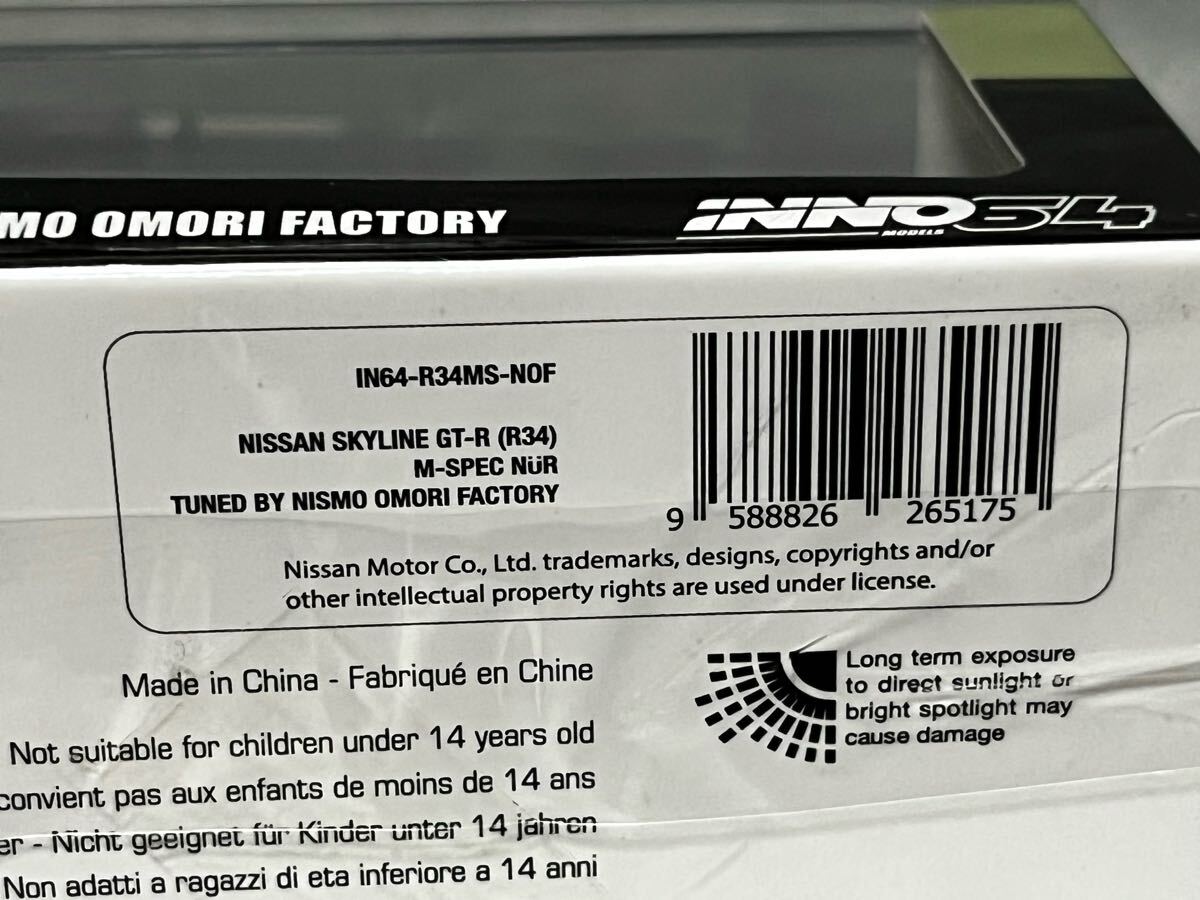 MO OMORI FACTORY
INNO64
MODELS
IN64-R34MS-NOF
NISSAN SKYLINE GT-R (R34)
M-SPEC NüR
TUNED BY NISMO OMORI FACTORY
9 588826 265175
Nissan Motor Co., Ltd. trademarks, designs, copyrights and/or
other intellectual property rights are used under license.
Made in China - Fabriqué en Chine
Long term exposure
to direct sunlight or
bright spotlight may
cause damage
Not suitable for children under 14 years old
convient pas aux enfants de moins de 14 ans
er - Nicht geeignet für Kinder unter 14 jahren
Non adatti a ragazzi di eta inferiore a 14 anni